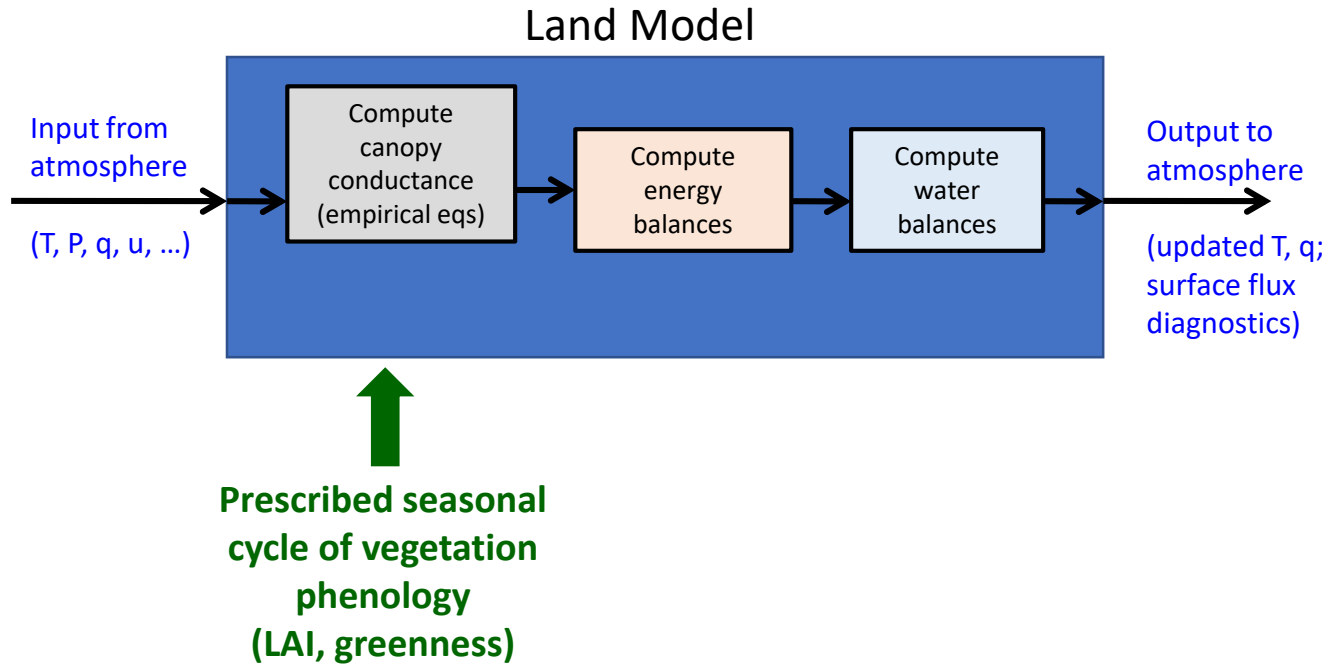 Land Model
Input from
atmosphere
(T, P, q, u, …)
Compute
canopy
conductance
(empirical eqs)
Compute
energy
balances
Compute
water
balances
Output to
atmosphere
(updated T, q;
surface flux
diagnostics)
Prescribed seasonal
cycle of vegetation
phenology
(LAI, greenness)